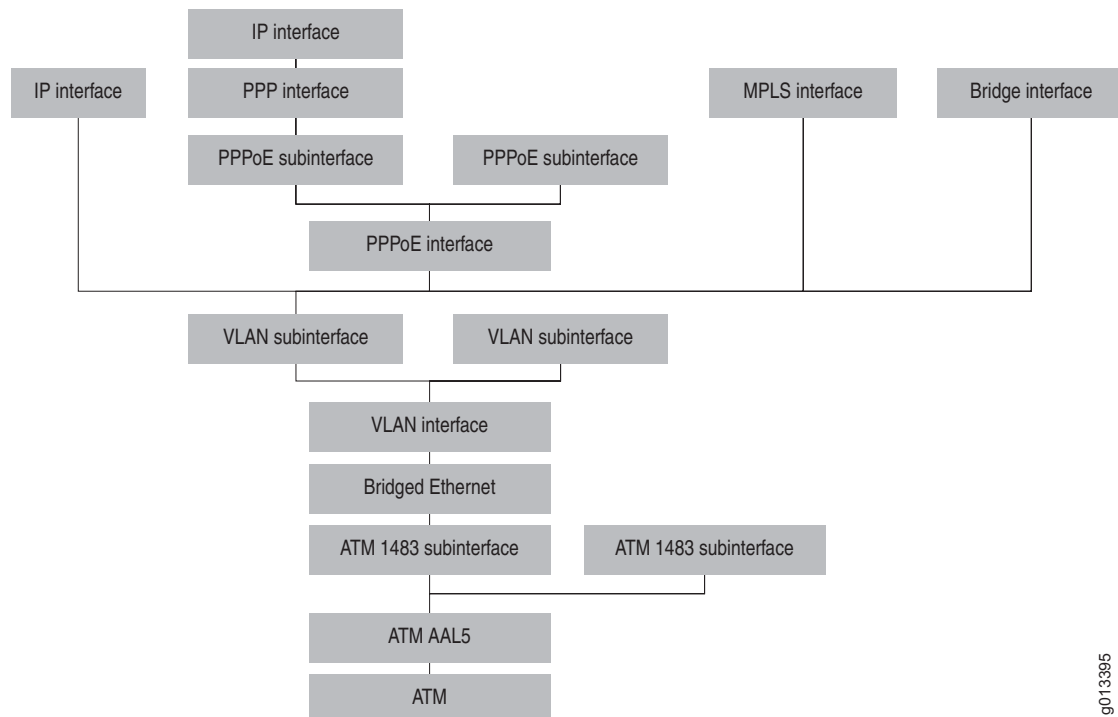 IP interface
IP interface
PPP interface
MPLS interface
Bridge interface
PPPoE subinterface
PPPoE subinterface
PPPoE interface
VLAN subinterface
VLAN subinterface
VLAN interface
Bridged Ethernet
ATM 1483 subinterface
ATM 1483 subinterface
ATM AAL5
ATM
g013395